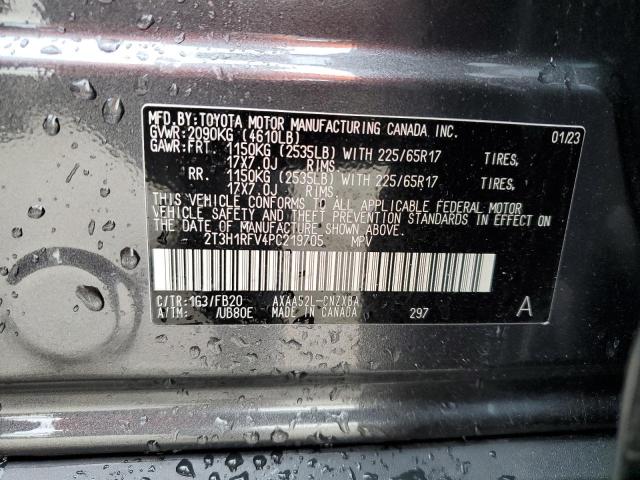 MFD.BY:TOYOTA MOTOR MANUFACTURING CANADA INC. 01/23
GVWR:2090KG (4610LB)
GAWR:FRT. 1150KG (2535LB) WITH 225/65R17 TIRES,
17X7.0J RIMS
RR. 1150KG (2535LB) WITH 225/65R17 TIRES,
17X7.0J RIMS.
THIS VEHICLE CONFORMS TO ALL APPLICABLE FEDERAL MOTOR
VEHICLE SAFETY AND THEFT PREVENTION STANDARDS IN EFFECT ON
THE DATE OF MANUFACTURE SHOWN ABOVE.
2T3H1RFV4PC219705 MPV
C/TR:1G3/FB20 AXAA52L-CNZXBA
A/TM: /UB80E MADE IN CANADA 297 A